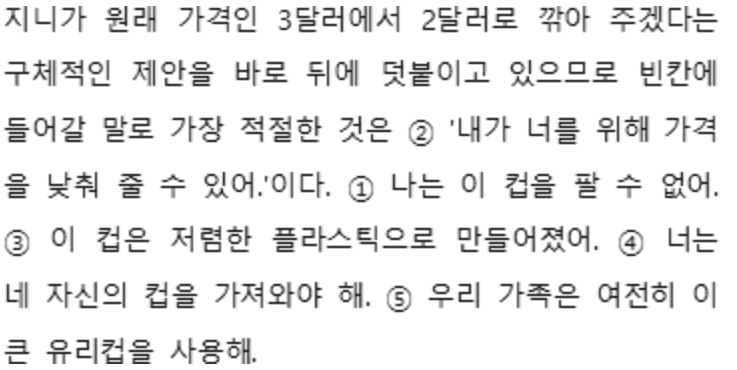 지니가 원래 가격인 3달러에서 2달러로 깎아 주겠다는
구체적인 제안을 바로 뒤에 덧붙이고 있으므로 빈칸에
들어갈 말로 가장 적절한 것은 ② '내가 너를 위해 가격
을 낮춰 줄 수 있어.'이다. ① 나는 이 컵을 팔 수 없어.
③ 이 컵은 저렴한 플라스틱으로 만들어졌어. ④ 너는
네 자신의 컵을 가져와야 해. ⑤ 우리 가족은 여전히 이
큰 유리컵을 사용해.